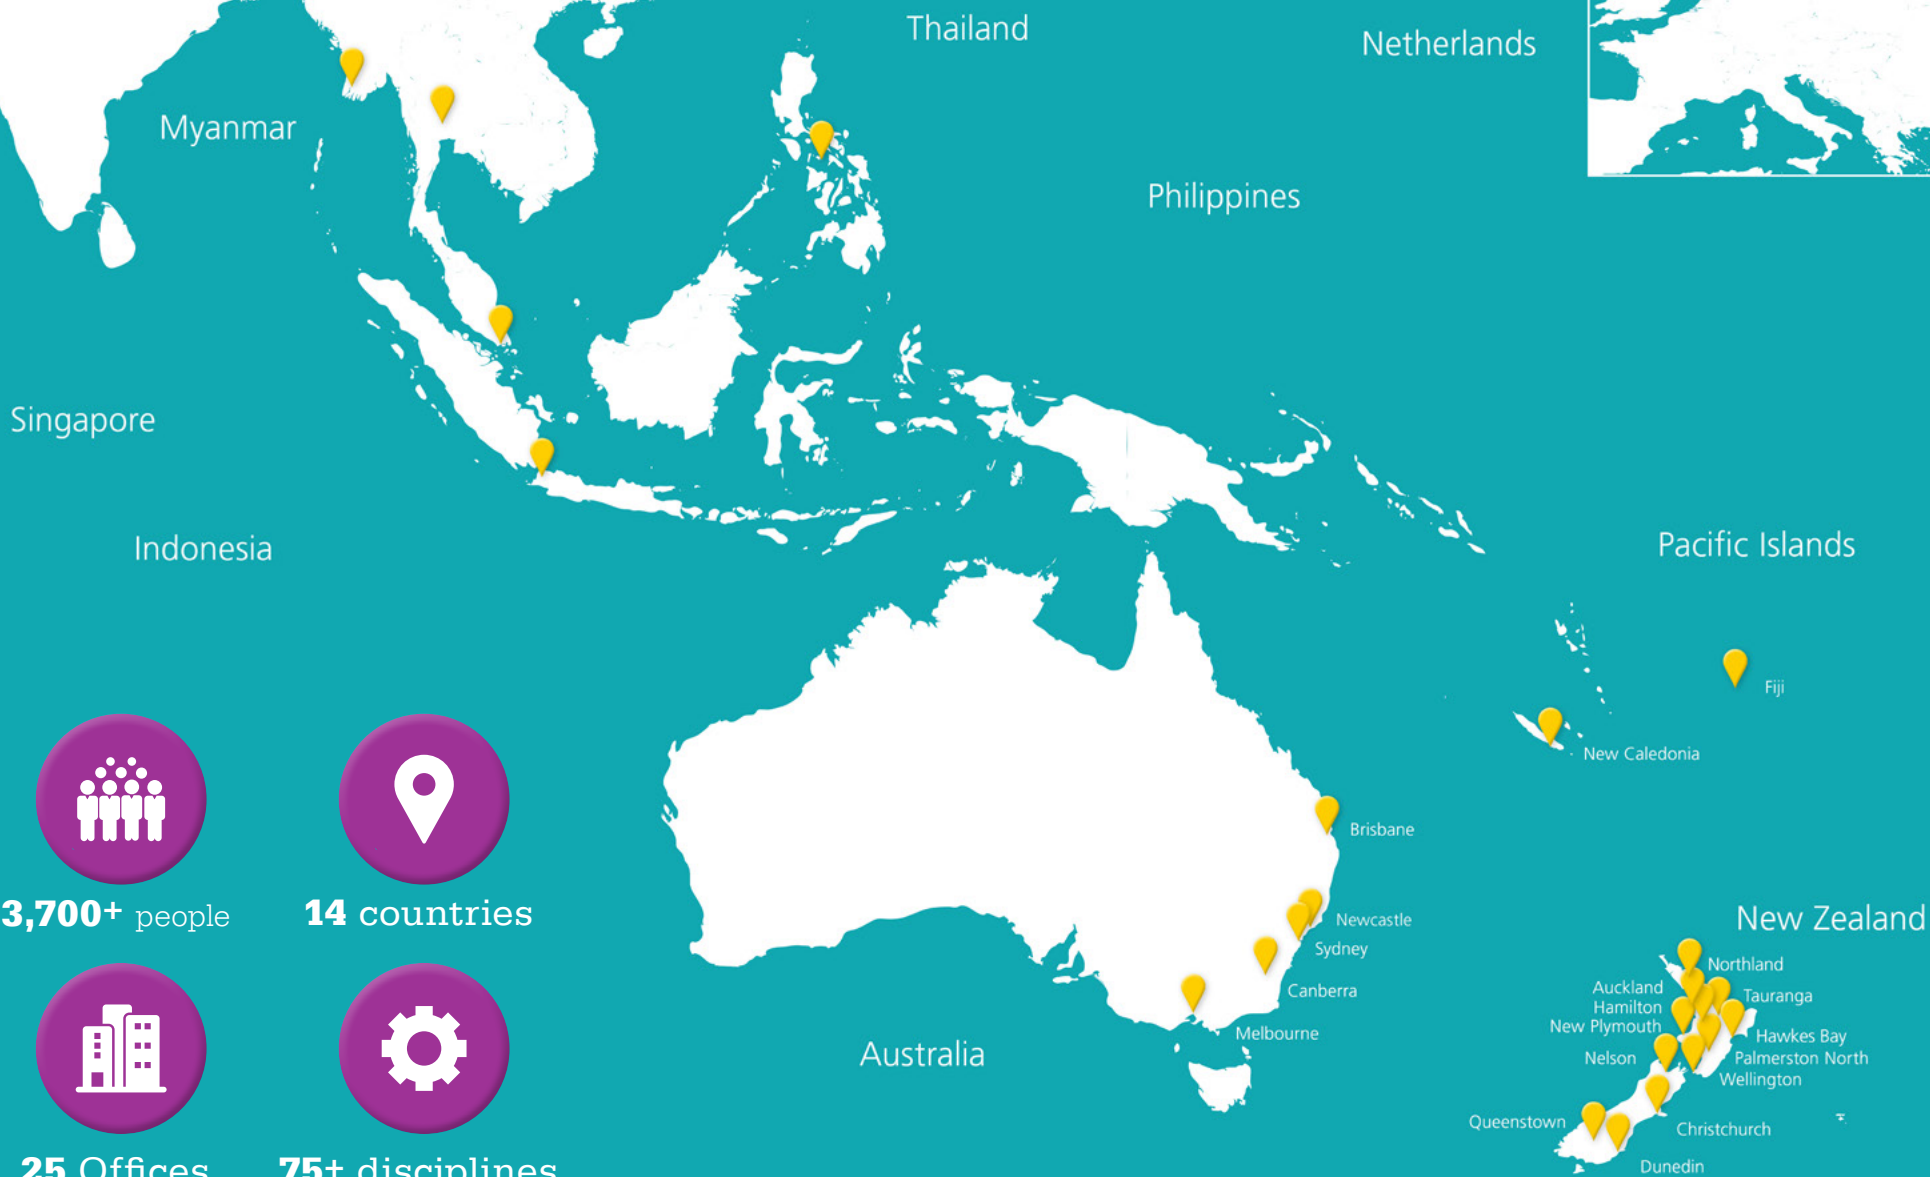 Thailand
Netherlands
Myanmar
Philippines
Singapore
Indonesia
Pacific Islands
Fiji
New Caledonia
Brisbane
Newcastle
Sydney
Canberra
Melbourne
Australia
New Zealand
Northland
Auckland
Tauranga
Hamilton
New Plymouth
Hawkes Bay
Nelson
Palmerston North
Wellington
Queenstown
Christchurch
Dunedin
3,700+ people
14 countries
25 Offices
75+ disciplines